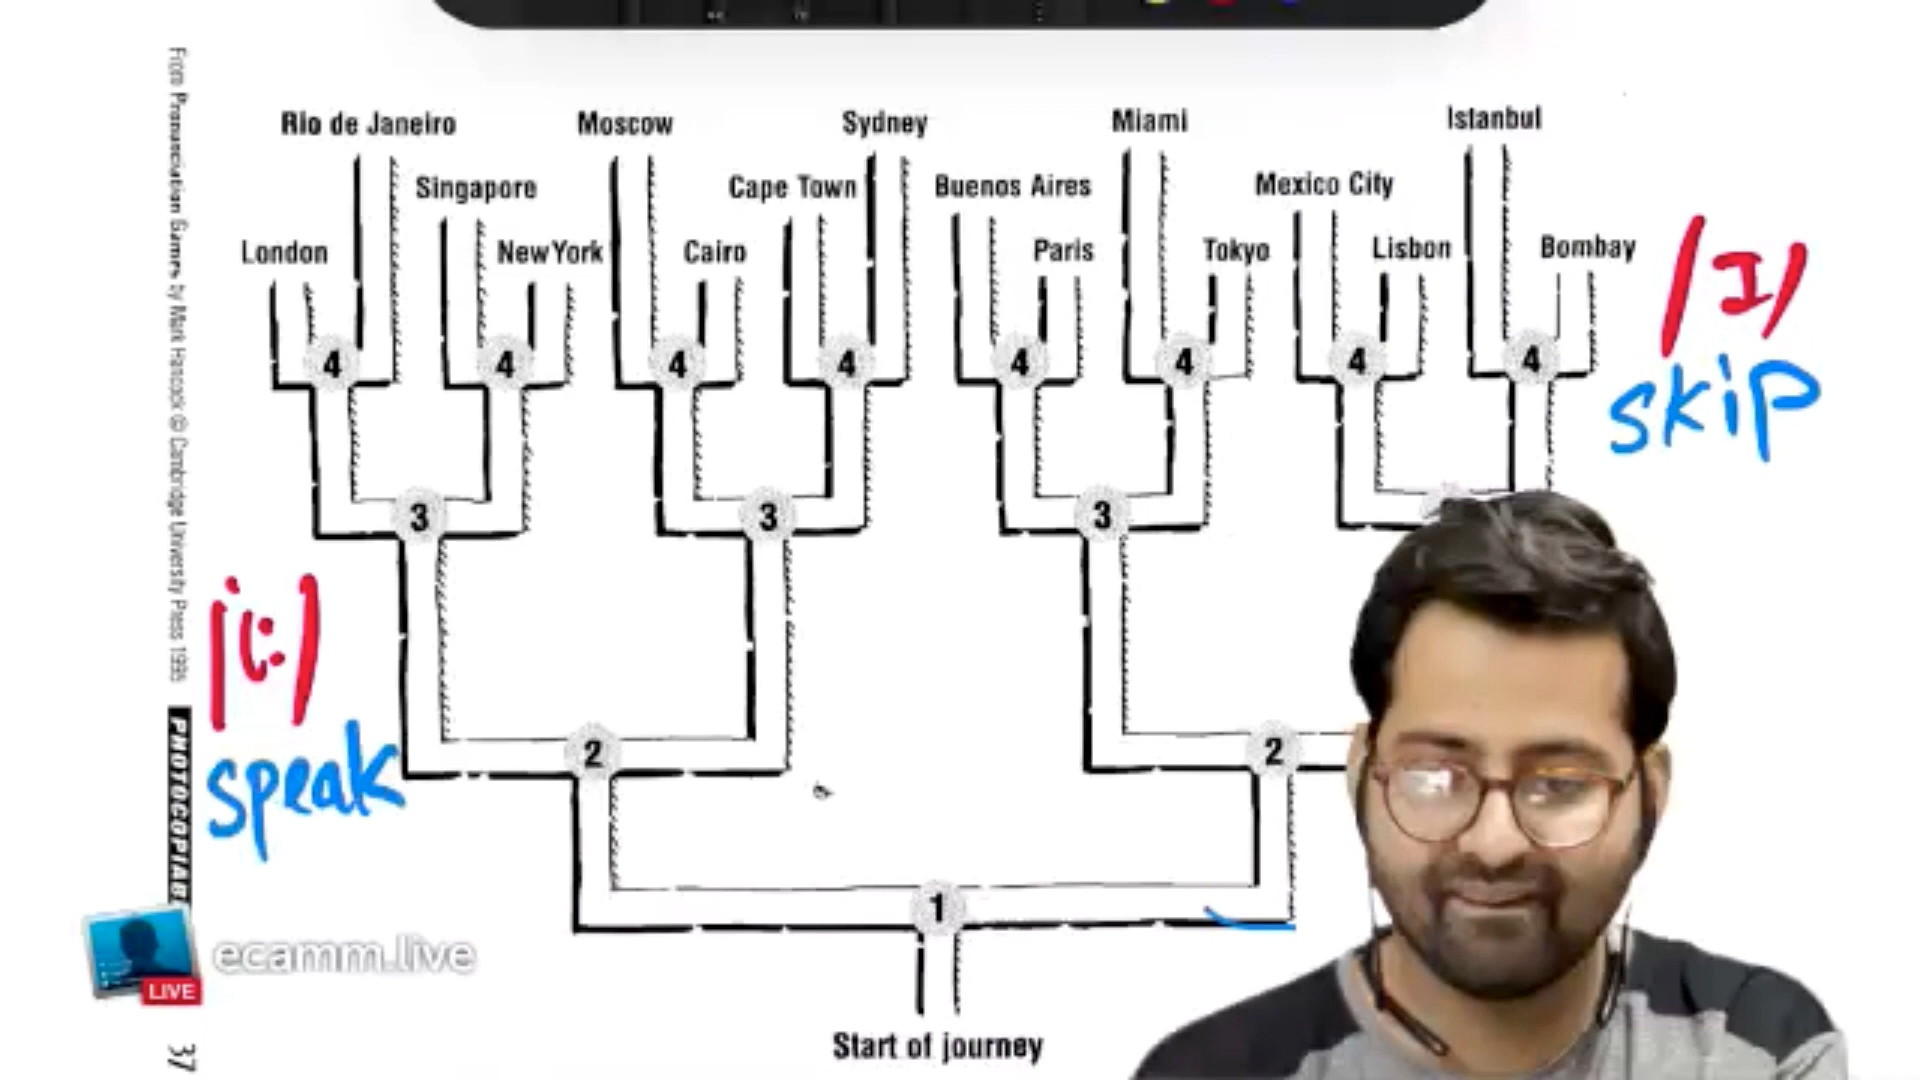 Rio de Janeiro
Moscow
Sydney
Miami
Istanbul
Singapore
Cape Town
Buenos Aires
Mexico City
London
New York
Cairo
Paris
Tokyo
Lisbon
Bombay
/I/
skip
4 4 4 4 4 4 4 4
3 3 3
/i:/
speak
2 2
1
Start of journey
From Pronunciation Games by Mark Hancock © Cambridge University Press 1995
PHOTOCOPIAB
ecamm.live
LIVE
37